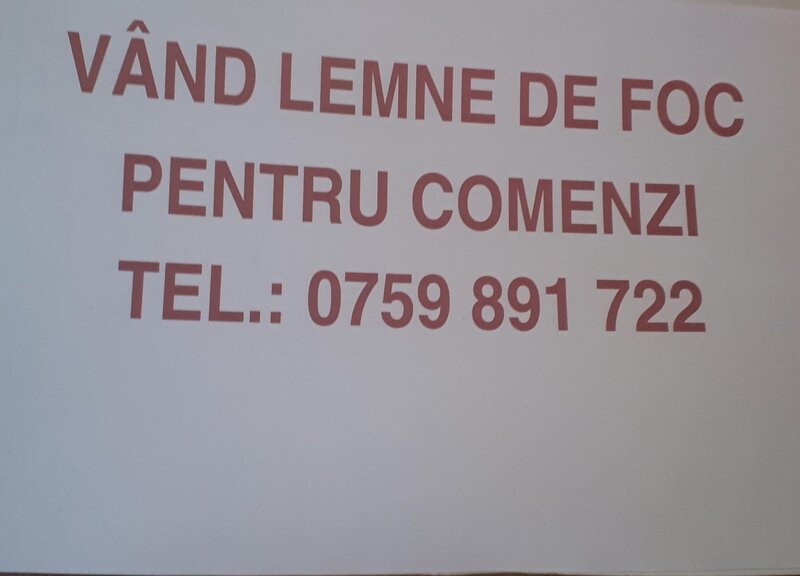 VÂND LEMNE DE FOC
PENTRU COMENZI
TEL.: 0759 891 722